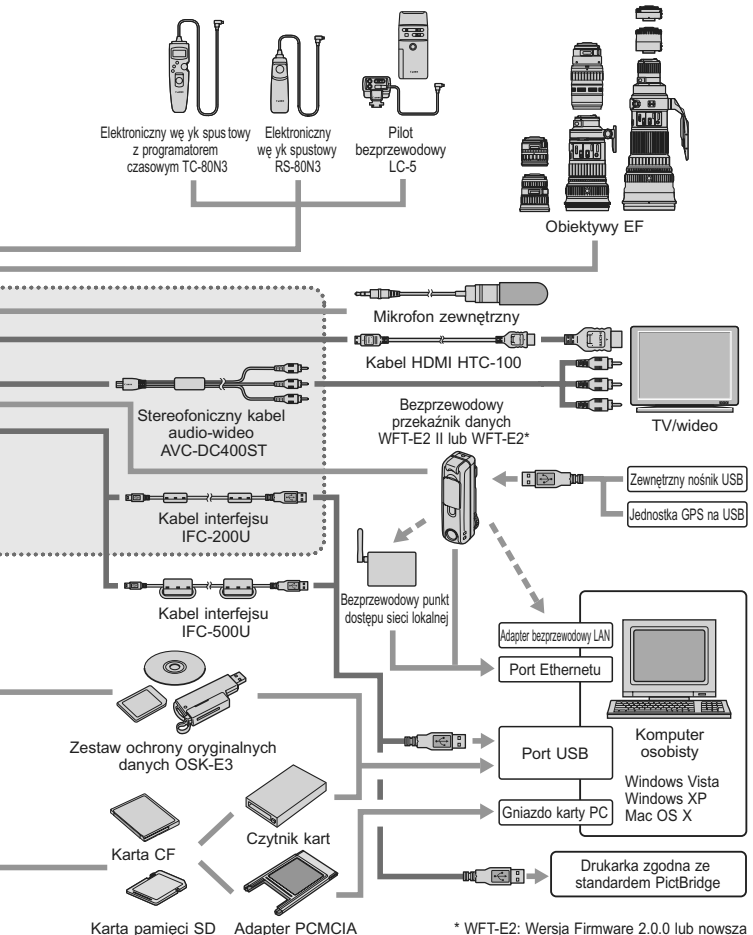 Elektroniczny wę yk spus towy
z programatorem
czasowym TC-80N3
Elektroniczny
wę yk spustowy
RS-80N3
Pilot
bezprzewodowy
LC-5
Obiektywy EF
Mikrofon zewnętrzny
Kabel HDMI HTC-100
Stereofoniczny kabel
audio-wideo
AVC-DC400ST
Bezprzewodowy
przekaźnik danych
WFT-E2 II lub WFT-E2*
TV/wideo
Zewnętrzny nośnik USB
Jednostka GPS na USB
Kabel interfejsu
IFC-200U
Kabel interfejsu
IFC-500U
Bezprzewodowy punkt
dostępu sieci lokalnej
Adapter bezprzewodowy LAN
Port Ethernetu
Zestaw ochrony oryginalnych
danych OSK-E3
Port USB
Komputer
osobisty
Windows Vista
Windows XP
Mac OS X
Gniazdo karty PC
Karta CF
Czytnik kart
Drukarka zgodna ze
standardem PictBridge
Karta pamięci SD
Adapter PCMCIA
* WFT-E2: Wersja Firmware 2.0.0 lub nowsza